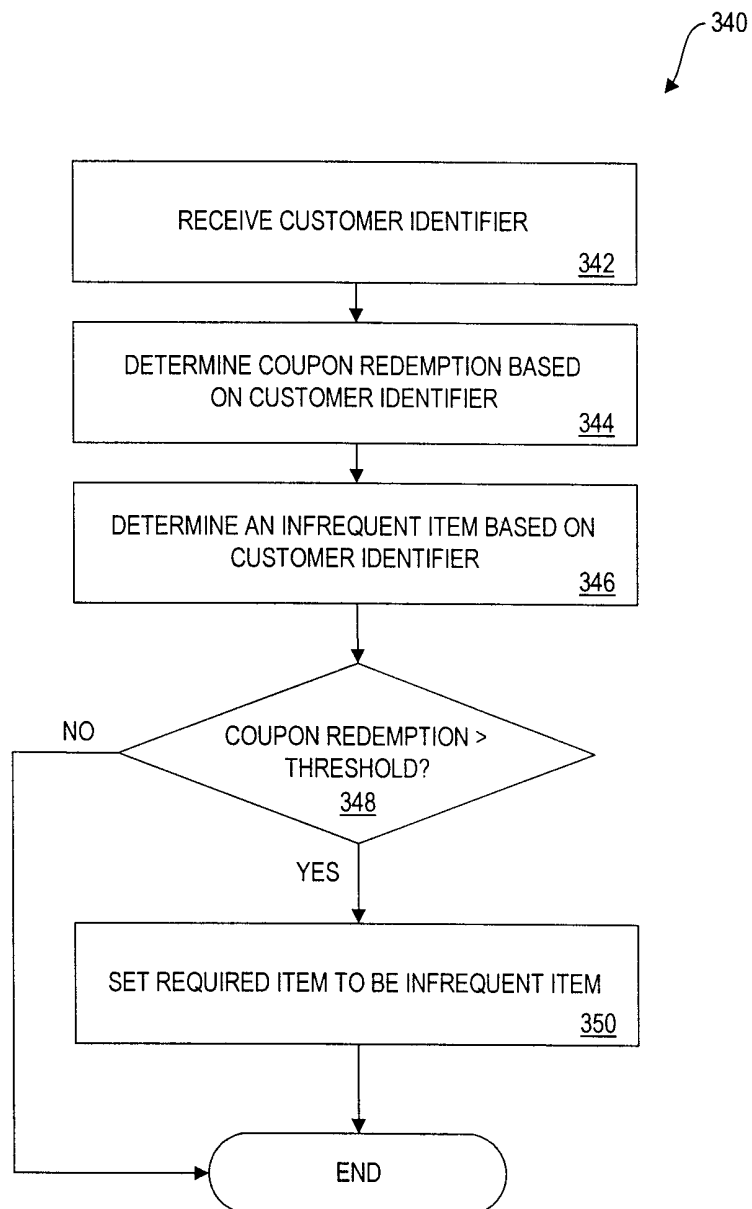 340
RECEIVE CUSTOMER IDENTIFIER
342
DETERMINE COUPON REDEMPTION BASED
ON CUSTOMER IDENTIFIER
344
DETERMINE AN INFREQUENT ITEM BASED ON
CUSTOMER IDENTIFIER
346
NO
COUPON REDEMPTION >
THRESHOLD?
348
YES
SET REQUIRED ITEM TO BE INFREQUENT ITEM
350
END